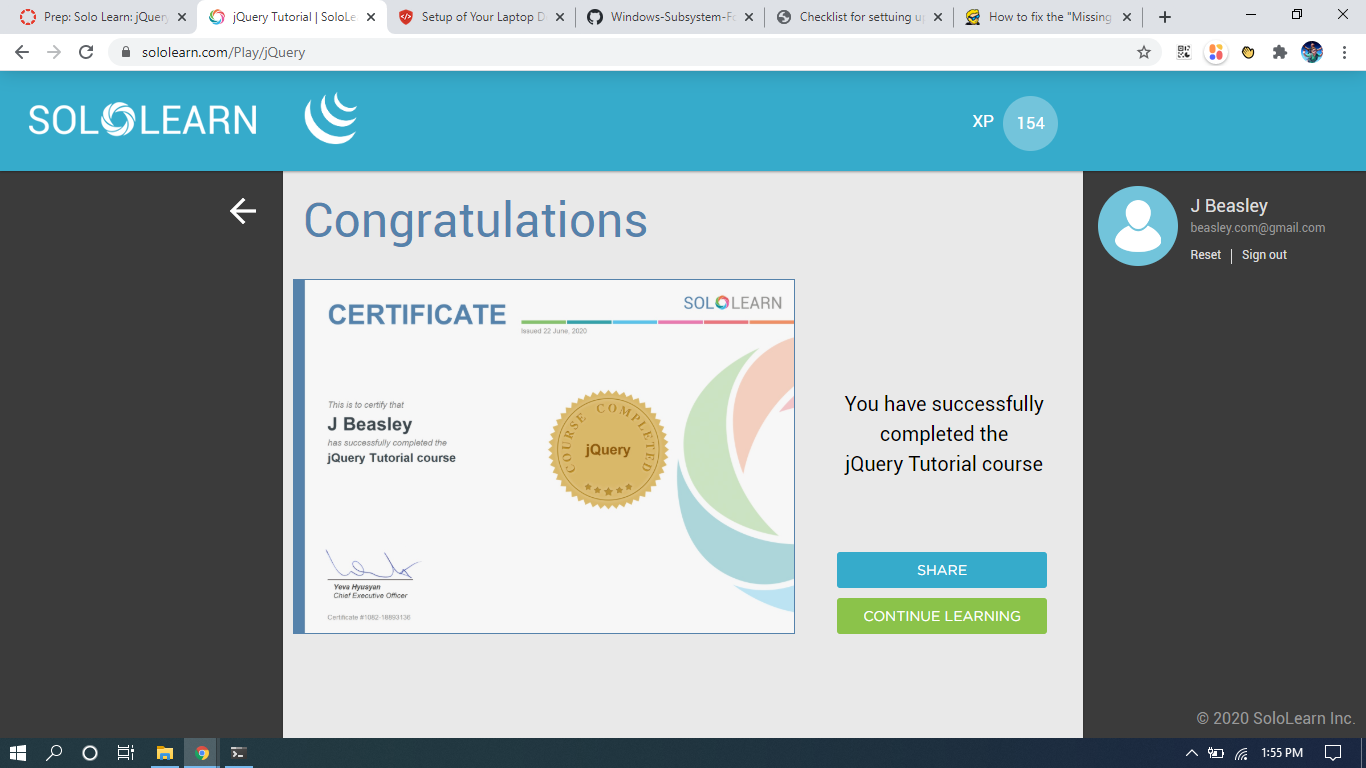 Prep: Solo Learn: jQuery
jQuery Tutorial | SoloLe
Setup of Your Laptop D
Windows-Subsystem-Fo
Checklist for settuing up
How to fix the "Missing
sololearn.com/Play/jQuery
SOLOLEARN
XP 154
J Beasley
beasley.com@gmail.com
Reset | Sign out
Congratulations
SOLOLEARN
CERTIFICATE
Issued 22 June, 2020
This is to certify that
J Beasley
has successfully completed the
jQuery Tutorial course
COURSE COMPLETED
jQuery
Yeva Hyusyan
Chief Executive Officer
Certificate #1082-18893136
You have successfully
completed the
jQuery Tutorial course
SHARE
CONTINUE LEARNING
© 2020 SoloLearn Inc.
1:55 PM